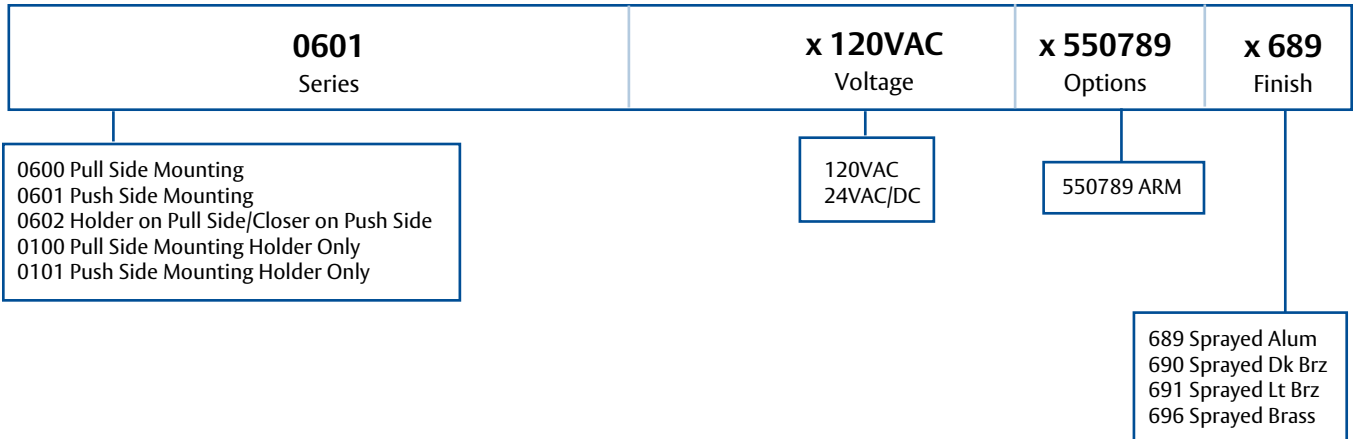 0601
Series
x 120VAC
Voltage
x 550789
Options
x 689
Finish
0600 Pull Side Mounting
0601 Push Side Mounting
0602 Holder on Pull Side/Closer on Push Side
0100 Pull Side Mounting Holder Only
0101 Push Side Mounting Holder Only
120VAC
24VAC/DC
550789 ARM
689 Sprayed Alum
690 Sprayed Dk Brz
691 Sprayed Lt Brz
696 Sprayed Brass